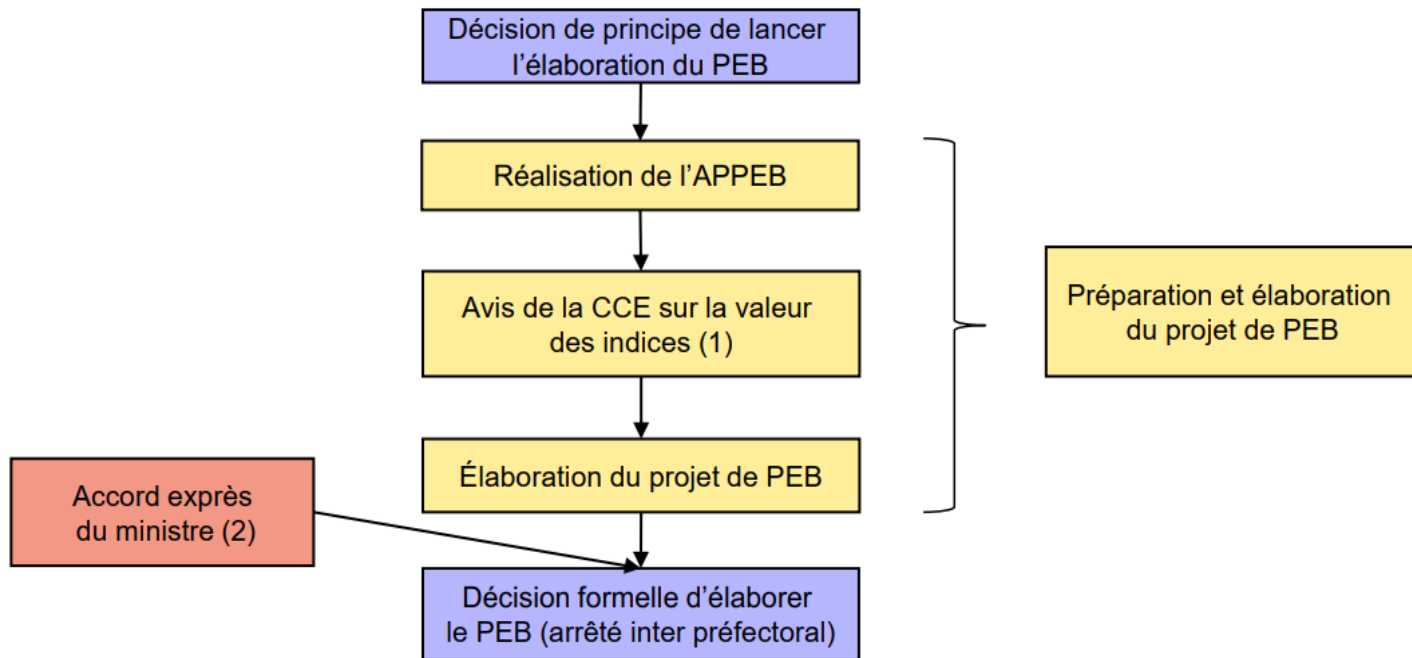 Décision de principe de lancer
l’élaboration du PEB
Réalisation de l’APPEB
Avis de la CCE sur la valeur
des indices (1)
Préparation et élaboration
du projet de PEB
Élaboration du projet de PEB
Accord exprès
du ministre (2)
Décision formelle d’élaborer
le PEB (arrêté inter préfectoral)